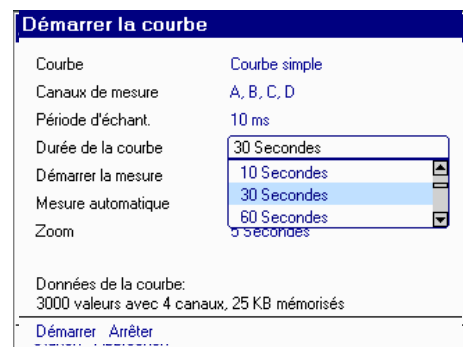 Démarrer la courbe
Courbe Courbe simple
Canaux de mesure A, B, C, D
Période d'échant. 10 ms
Durée de la courbe 30 Secondes
Démarrer la mesure 10 Secondes
30 Secondes
Mesure automatique
60 Secondes
Zoom 5 Secondes
Données de la courbe:
3000 valeurs avec 4 canaux, 25 KB mémorisés
Démarrer Arrêter